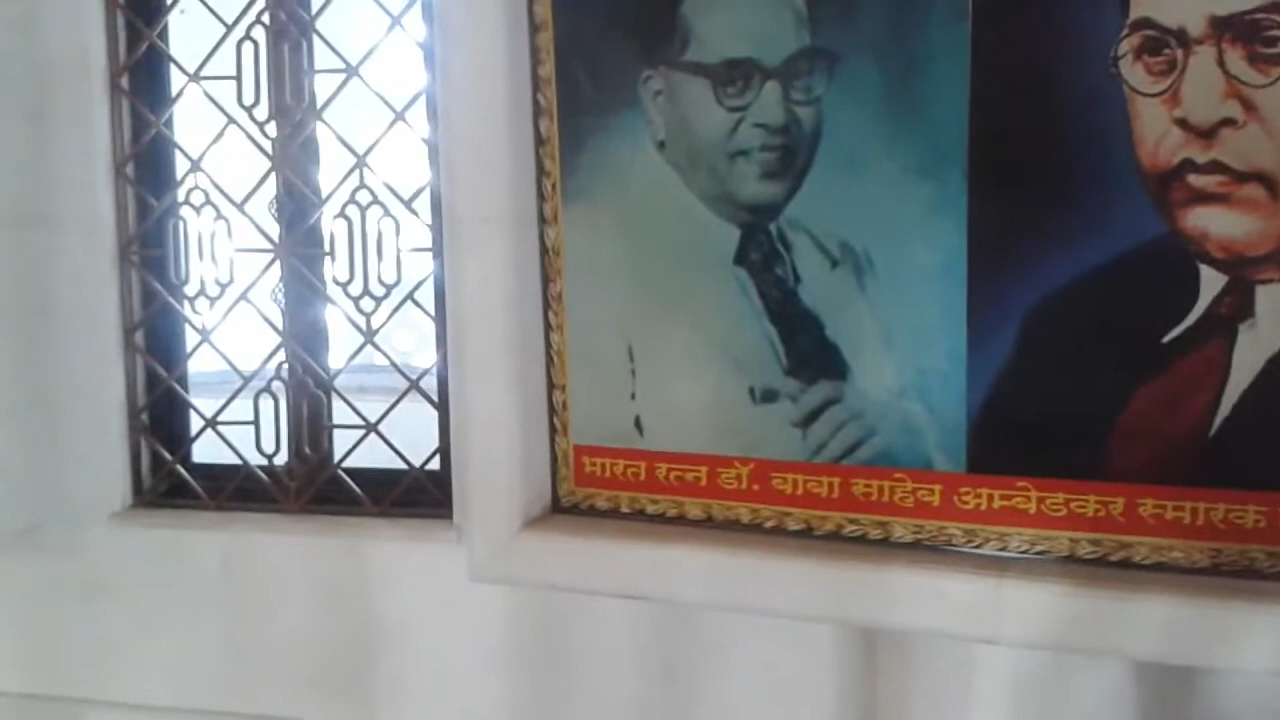 भारत रत्न डॉ. बाबा साहेब अम्बेडकर स्मारक